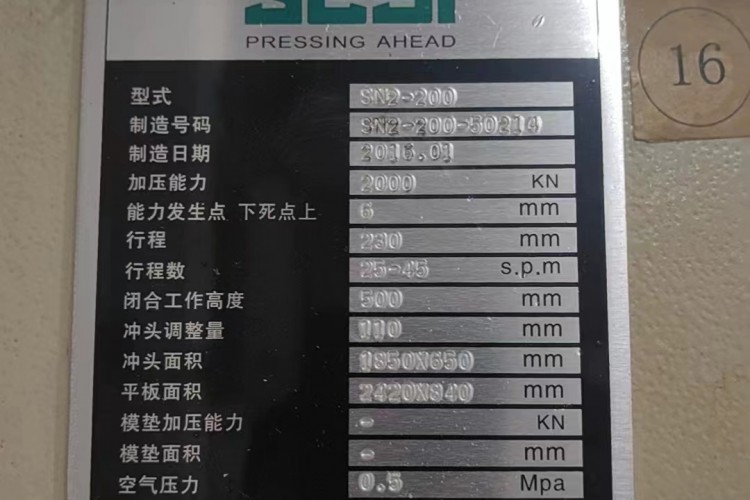 PRESSING AHEAD
16
型式 SN2-200
制造号码 SN2-200-50214
制造日期 2015.01
加压能力 2000 KN
能力发生点 下死点上 6 mm
行程 280 mm
行程数 25-45 s.p.m
闭合工作高度 500 mm
冲头调整量 110 mm
冲头面积 1850X650 mm
平板面积 2420X840 mm
模垫加压能力 - KN
模垫面积 - mm
空气压力 0.5 Mpa